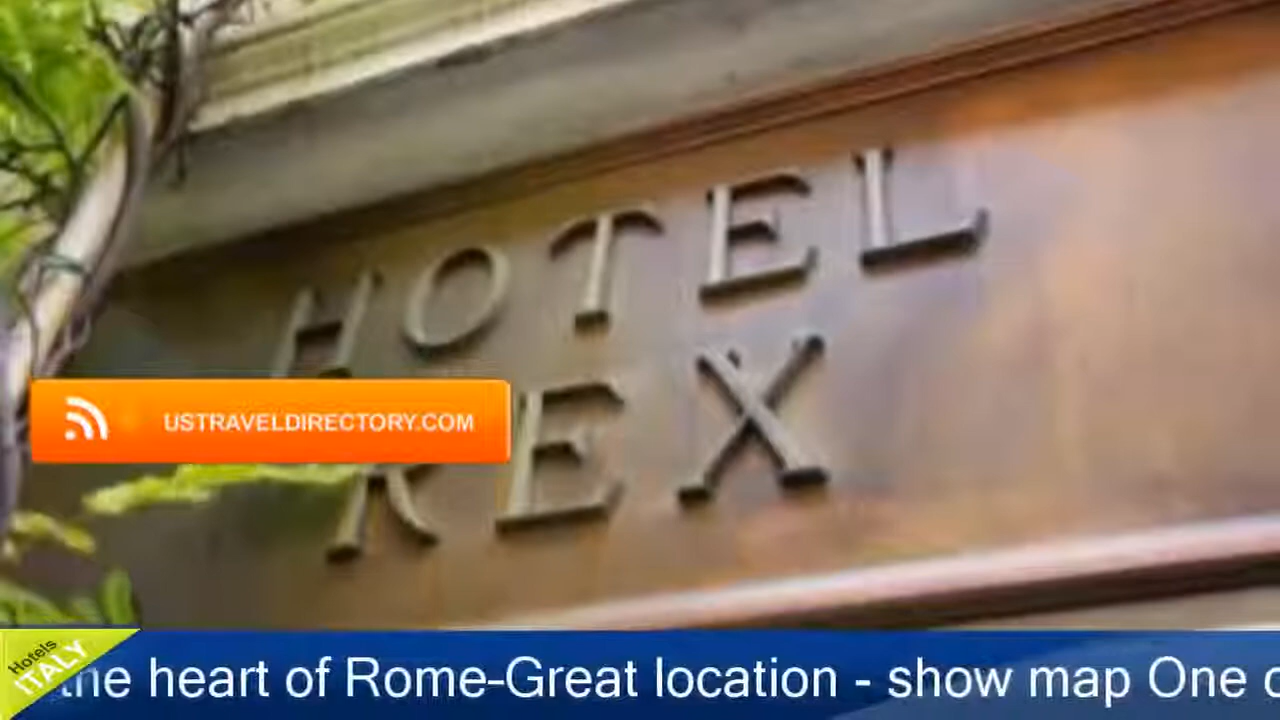 HOTEL
REX
USTRAVELDIRECTORY.COM
Hotels
ITALY
the heart of Rome-Great location - show map One